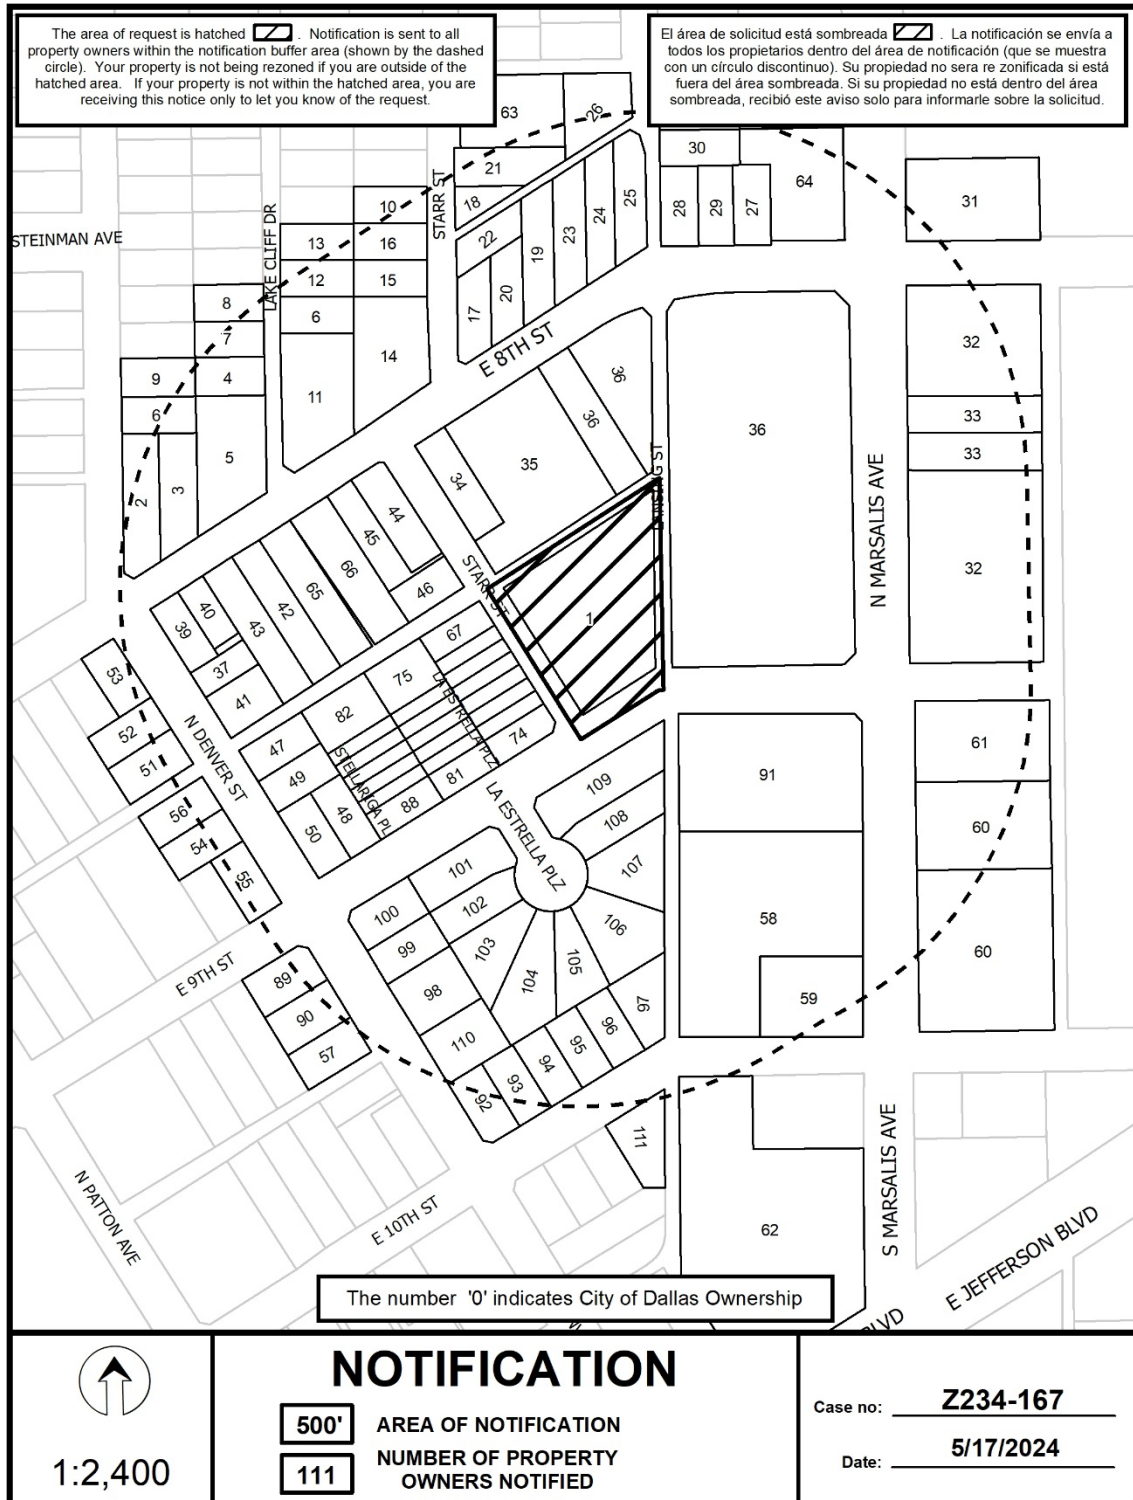 The area of request is hatched . Notification is sent to all
property owners within the notification buffer area (shown by the dashed
circle). Your property is not being rezoned if you are outside of the
hatched area. If your property is not within the hatched area, you are
receiving this notice only to let you know of the request.
El área de solicitud está sombreada . La notificación se envía a
todos los propietarios dentro del área de notificación (que se muestra
con un círculo discontinuo). Su propiedad no sera re zonificada si está
fuera del área sombreada. Si su propiedad no está dentro del área
sombreada, recibió este aviso solo para informarle sobre la solicitud.
63
26
30
64
31
21
18
25
24
23
19
22
20
17
28
29
27
STARR ST
10
13
16
12
15
6
14
11
LAKE CLIFF DR
STEINMAN AVE
8
7
9
4
6
5
2
3
E 8TH ST
36
36
35
34
36
32
33
33
32
N MARSALIS AVE
LANSING ST
1
STARR ST
44
45
66
46
65
42
43
40
39
37
41
67
75
82
47
49
50
48
88
81
74
LA ESTRELLA PLZ
STELLARIGA PL
N DENVER ST
53
52
51
56
54
55
LA ESTRELLA PLZ
109
108
107
106
105
104
103
102
101
100
99
98
110
92
93
94
95
96
97
91
58
59
61
60
60
E 9TH ST
89
90
57
111
62
S MARSALIS AVE
E JEFFERSON BLVD
BLVD
N PATTON AVE
E 10TH ST
The number '0' indicates City of Dallas Ownership
1:2,400
NOTIFICATION
500' AREA OF NOTIFICATION
111 NUMBER OF PROPERTY
OWNERS NOTIFIED
Case no: Z234-167
Date: 5/17/2024